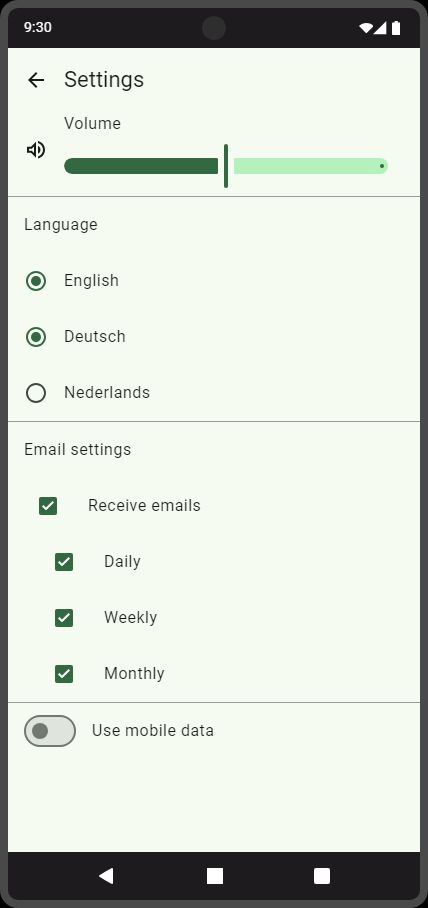 9:30
Settings
Volume
Language
English
Deutsch
Nederlands
Email settings
Receive emails
Daily
Weekly
Monthly
Use mobile data